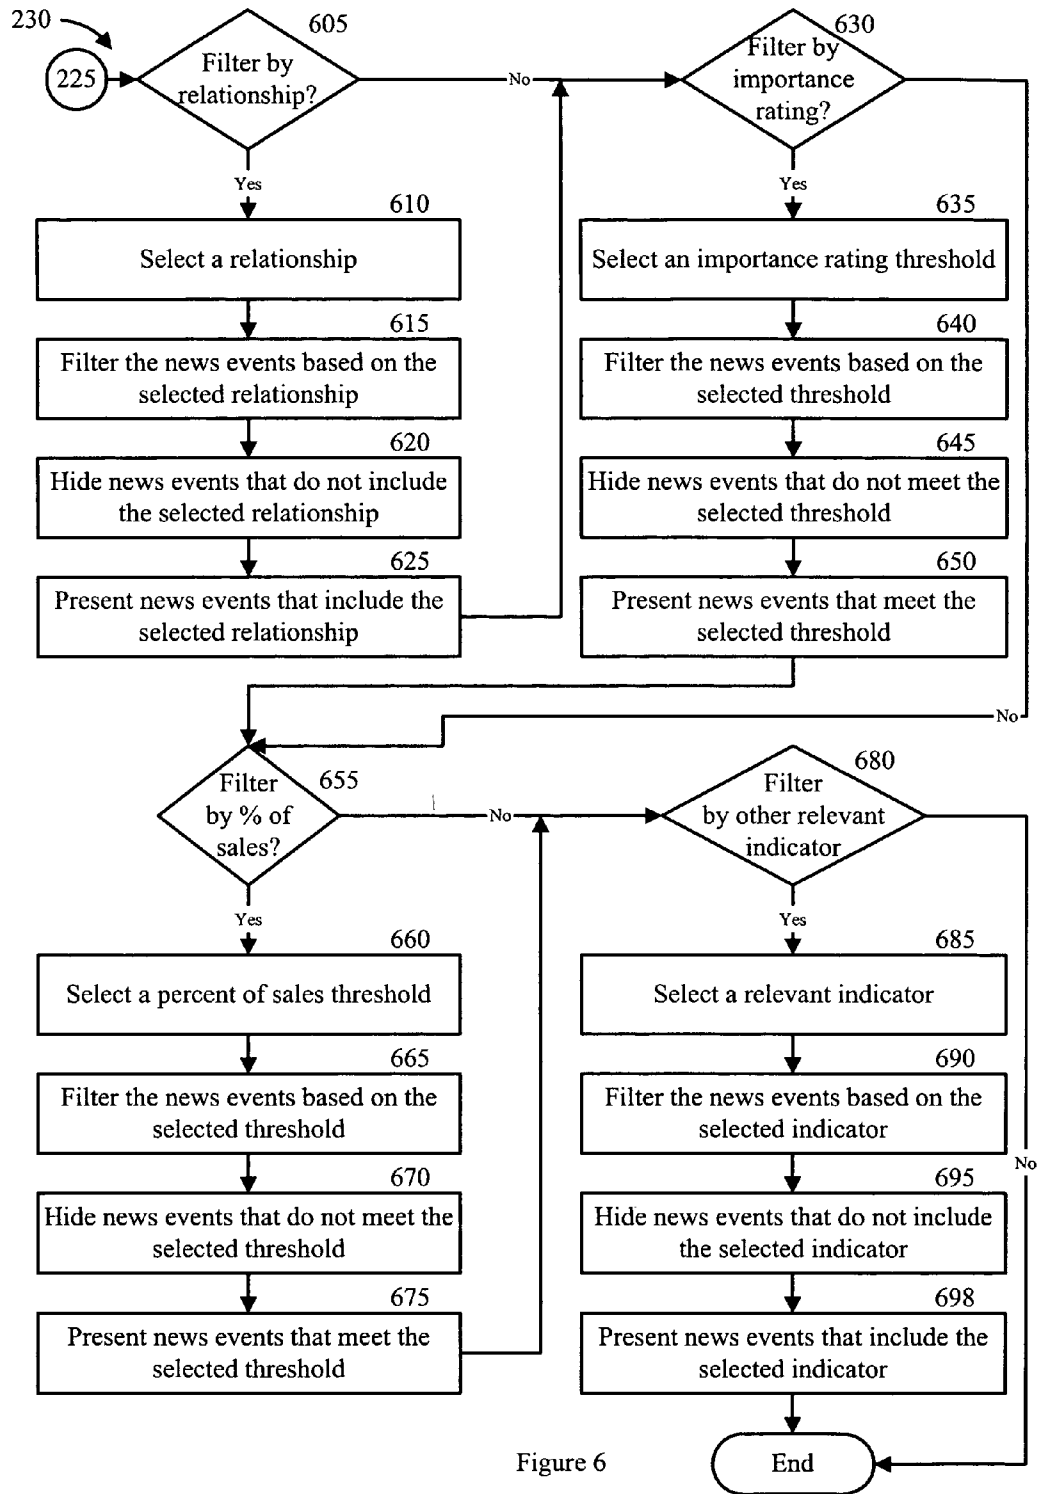 230
225
605
Filter by
relationship?
No
Yes
610
Select a relationship
615
Filter the news events based on the
selected relationship
620
Hide news events that do not include
the selected relationship
625
Present news events that include the
selected relationship
630
Filter by
importance
rating?
Yes
635
Select an importance rating threshold
640
Filter the news events based on the
selected threshold
645
Hide news events that do not meet the
selected threshold
650
Present news events that meet the
selected threshold
No
655
Filter
by % of
sales?
No
Yes
660
Select a percent of sales threshold
665
Filter the news events based on the
selected threshold
670
Hide news events that do not meet the
selected threshold
675
Present news events that meet the
selected threshold
680
Filter
by other relevant
indicator
Yes
685
Select a relevant indicator
690
Filter the news events based on the
selected indicator
No
695
Hide news events that do not include
the selected indicator
698
Present news events that include the
selected indicator
End
Figure 6